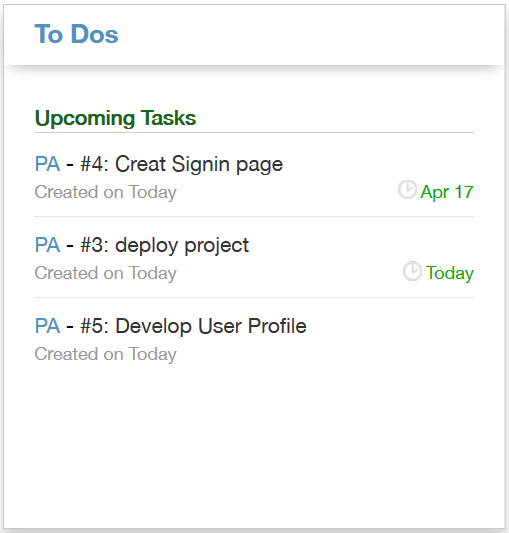 To Dos
Upcoming Tasks
PA - #4: Creat Signin page
Created on Today
Apr 17
PA - #3: deploy project
Created on Today
Today
PA - #5: Develop User Profile
Created on Today